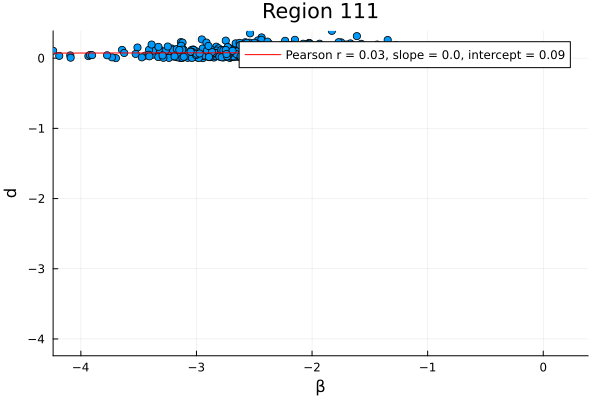 Region 111
Pearson r = 0.03, slope = 0.0, intercept = 0.09
d
0
−1
−2
−3
−4
−4
−3
−2
−1
0
β